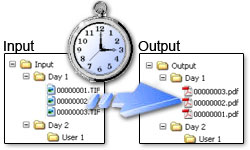 Input
Input
Day 1
00000001.TIF
00000002
00000003.TIF
Day 2
User 1
Output
Output
Day 1
00000003.pdf
00000002.pdf
00000001.pdf
Day 2
User 1